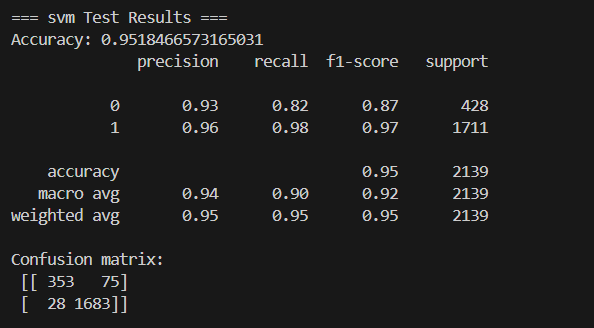 === svm Test Results ===
Accuracy: 0.9518466573165031
              precision    recall  f1-score   support

           0       0.93      0.82      0.87       428
           1       0.96      0.98      0.97      1711

    accuracy                           0.95      2139
   macro avg       0.94      0.90      0.92      2139
weighted avg       0.95      0.95      0.95      2139

Confusion matrix:
 [[ 353   75]
 [  28 1683]]